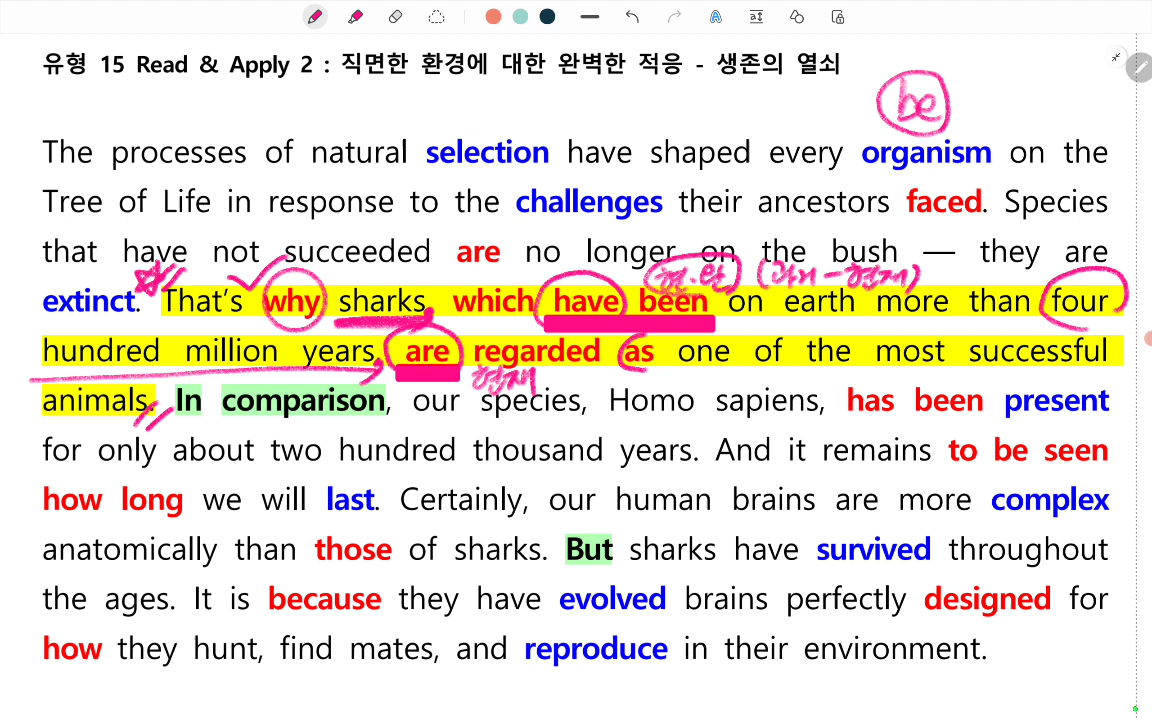 유형 15 Read & Apply 2 : 직면한 환경에 대한 완벽한 적응 - 생존의 열쇠
be
The processes of natural selection have shaped every organism on the
Tree of Life in response to the challenges their ancestors faced. Species
that have not succeeded are no longer on the bush — they are
현.완 (과거-현재)
extinct. That's why sharks, which have been on earth more than four
hundred million years, are regarded as one of the most successful
현재
animals. In comparison, our species, Homo sapiens, has been present
for only about two hundred thousand years. And it remains to be seen
how long we will last. Certainly, our human brains are more complex
anatomically than those of sharks. But sharks have survived throughout
the ages. It is because they have evolved brains perfectly designed for
how they hunt, find mates, and reproduce in their environment.